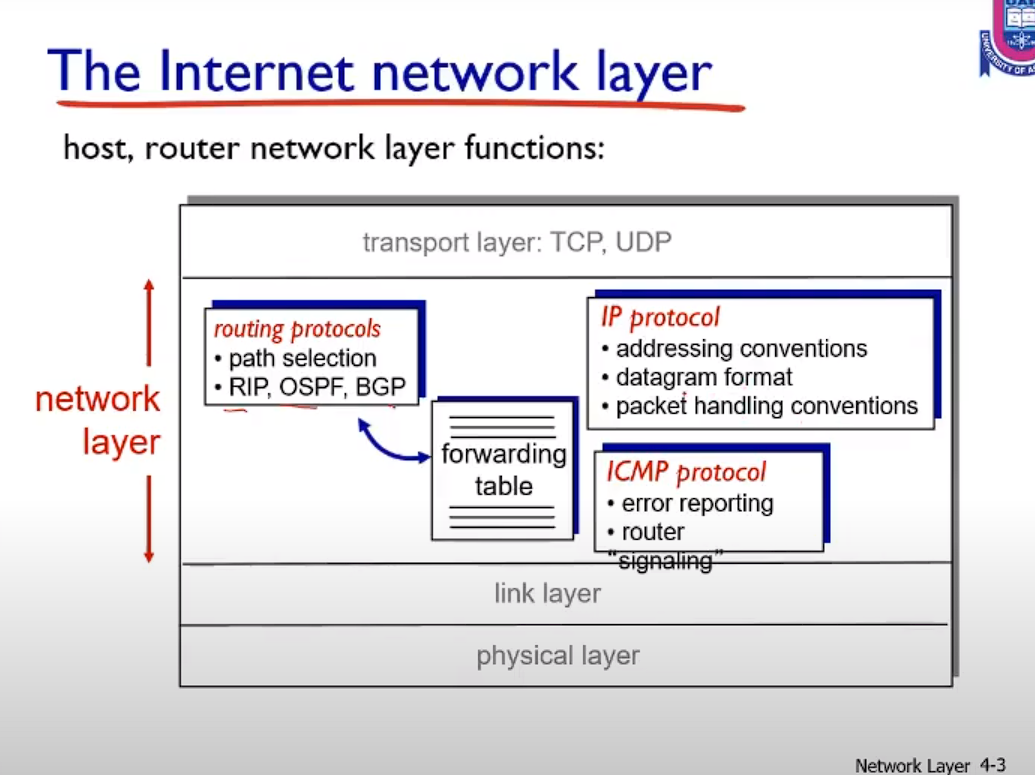 The Internet network layer
host, router network layer functions:
transport layer: TCP, UDP
network
layer
routing protocols
• path selection
• RIP, OSPF, BGP
forwarding
table
IP protocol
• addressing conventions
• datagram format
• packet handling conventions
ICMP protocol
• error reporting
• router
“signaling”
link layer
physical layer
UNIVERSITY OF
Network Layer 4-3